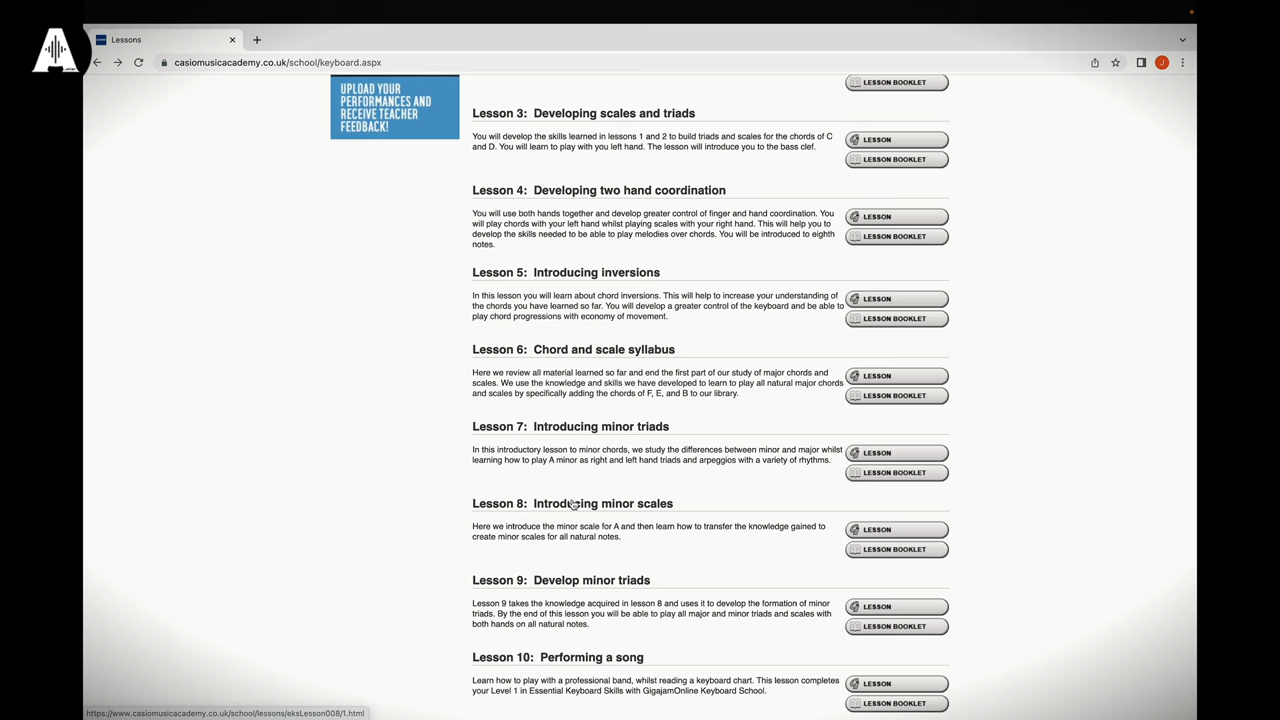 Lessons
casiomusicacademy.co.uk/school/keyboard.aspx
J
UPLOAD YOUR
PERFORMANCES AND
RECEIVE TEACHER
FEEDBACK!
LESSON BOOKLET
Lesson 3: Developing scales and triads
You will develop the skills learned in lessons 1 and 2 to build triads and scales for the chords of C
and D. You will learn to play with you left hand. The lesson will introduce you to the bass clef.
LESSON
LESSON BOOKLET
Lesson 4: Developing two hand coordination
You will use both hands together and develop greater control of finger and hand coordination. You
will play chords with your left hand whilst playing scales with your right hand. This will help you to
develop the skills needed to be able to play melodies over chords. You will be introduced to eighth
notes.
LESSON
LESSON BOOKLET
Lesson 5: Introducing inversions
In this lesson you will learn about chord inversions. This will help to increase your understanding of
the chords you have learned so far. You will develop a greater control of the keyboard and be able to
play chord progressions with economy of movement.
LESSON
LESSON BOOKLET
Lesson 6: Chord and scale syllabus
Here we review all material learned so far and end the first part of our study of major chords and
scales. We use the knowledge and skills we have developed to learn to play all natural major chords
and scales by specifically adding the chords of F, E, and B to our library.
LESSON
LESSON BOOKLET
Lesson 7: Introducing minor triads
In this introductory lesson to minor chords, we study the differences between minor and major whilst
learning how to play A minor as right and left hand triads and arpeggios with a variety of rhythms.
LESSON
LESSON BOOKLET
Lesson 8: Introducing minor scales
Here we introduce the minor scale for A and then learn how to transfer the knowledge gained to
create minor scales for all natural notes.
LESSON
LESSON BOOKLET
Lesson 9: Develop minor triads
Lesson 9 takes the knowledge acquired in lesson 8 and uses it to develop the formation of minor
triads. By the end of this lesson you will be able to play all major and minor triads and scales with
both hands on all natural notes.
LESSON
LESSON BOOKLET
Lesson 10: Performing a song
Learn how to play with a professional band, whilst reading a keyboard chart. This lesson completes
your Level 1 in Essential Keyboard Skills with GigajamOnline Keyboard School.
LESSON
LESSON BOOKLET
https://www.casiomusicacademy.co.uk/school/lessons/eksLesson008/1.html